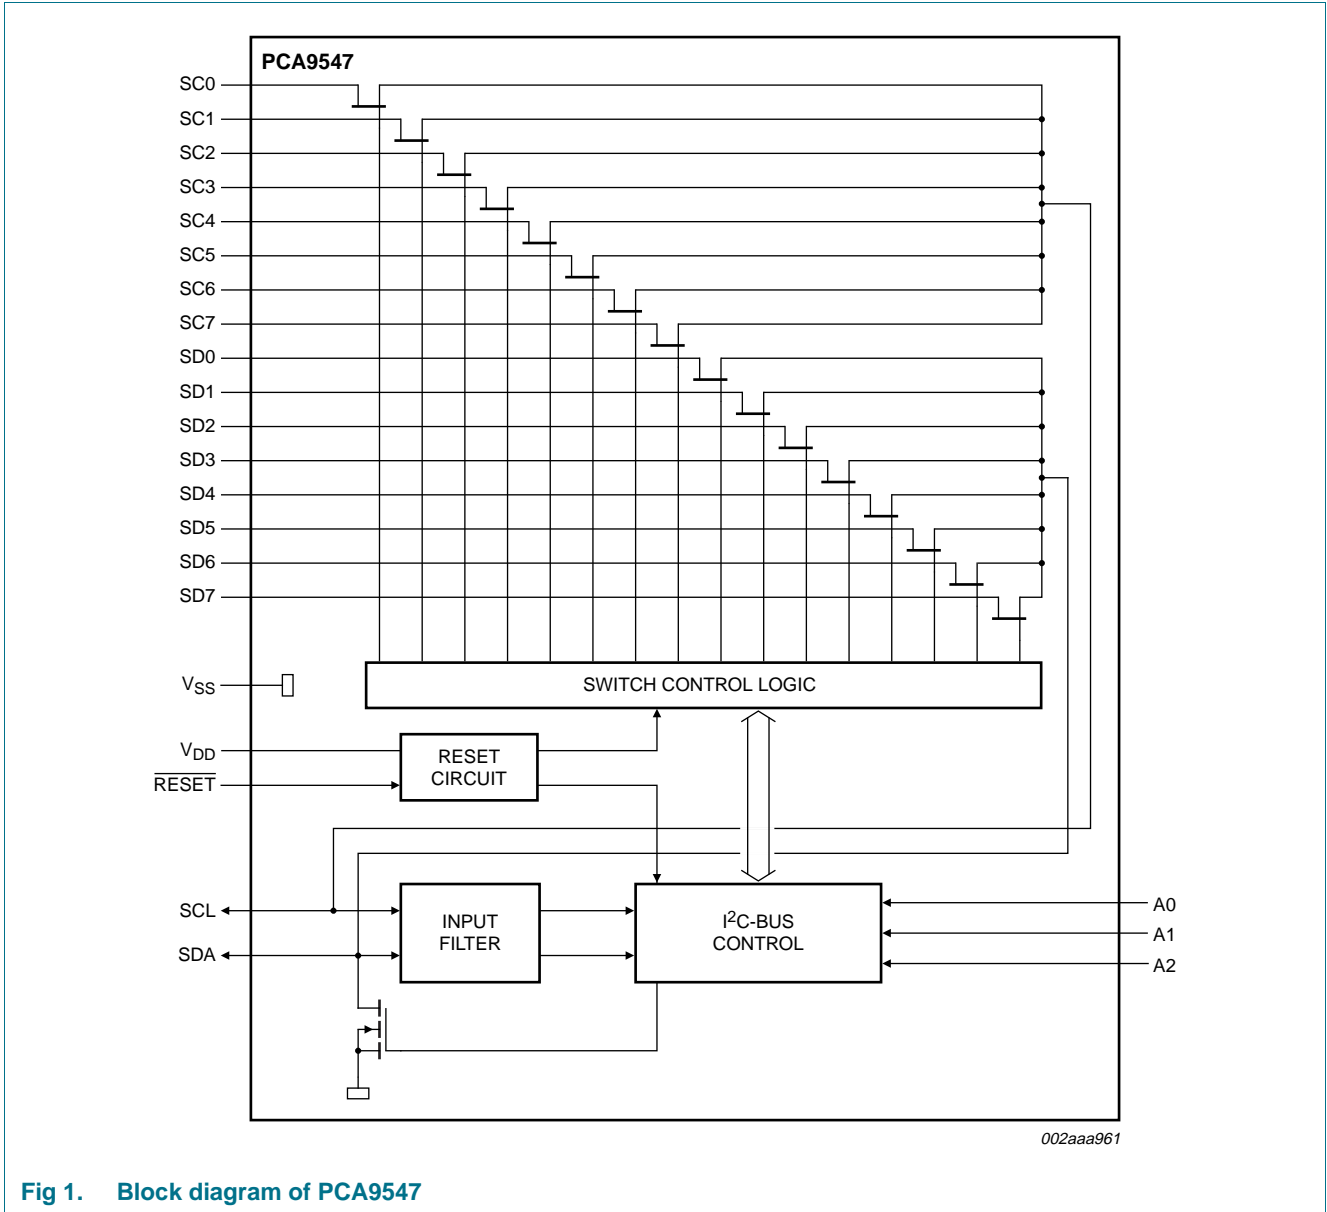 PCA9547
SC0
SC1
SC2
SC3
SC4
SC5
SC6
SC7
SD0
SD1
SD2
SD3
SD4
SD5
SD6
SD7
VSS
SWITCH CONTROL LOGIC
VDD
RESET
RESET
CIRCUIT
SCL
SDA
INPUT
FILTER
I²C-BUS
CONTROL
A0
A1
A2
002aaa961
Fig 1. Block diagram of PCA9547